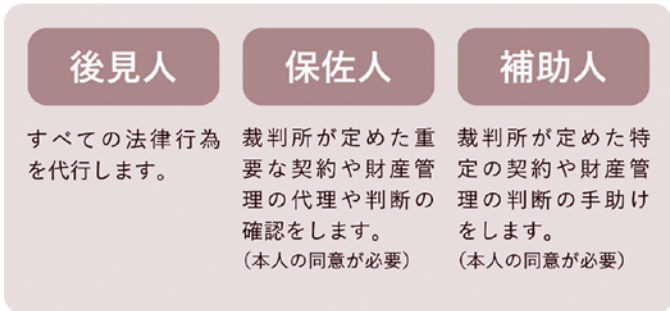 後見人
すべての法律行為
を代行します。
保佐人
裁判所が定めた重
要な契約や財産管
理の代理や判断の
確認をします。
（本人の同意が必要）
補助人
裁判所が定めた特
定の契約や財産管
理の判断の手助け
をします。
（本人の同意が必要）